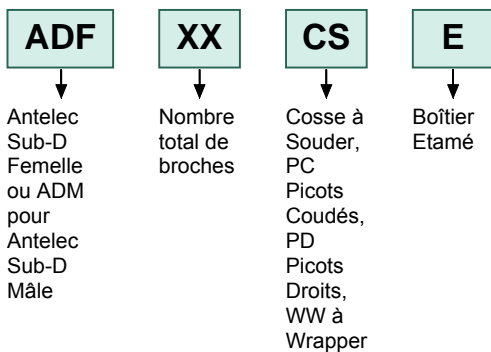 ADF
XX
CS
E
Antelec
Sub-D
Femelle
ou ADM
pour
Antelec
Sub-D
Mâle
Nombre
total de
broches
Cosse à
Souder,
PC
Picots
Coudés,
PD
Picots
Droits,
WW à
Wrapper
Boîtier
Etamé